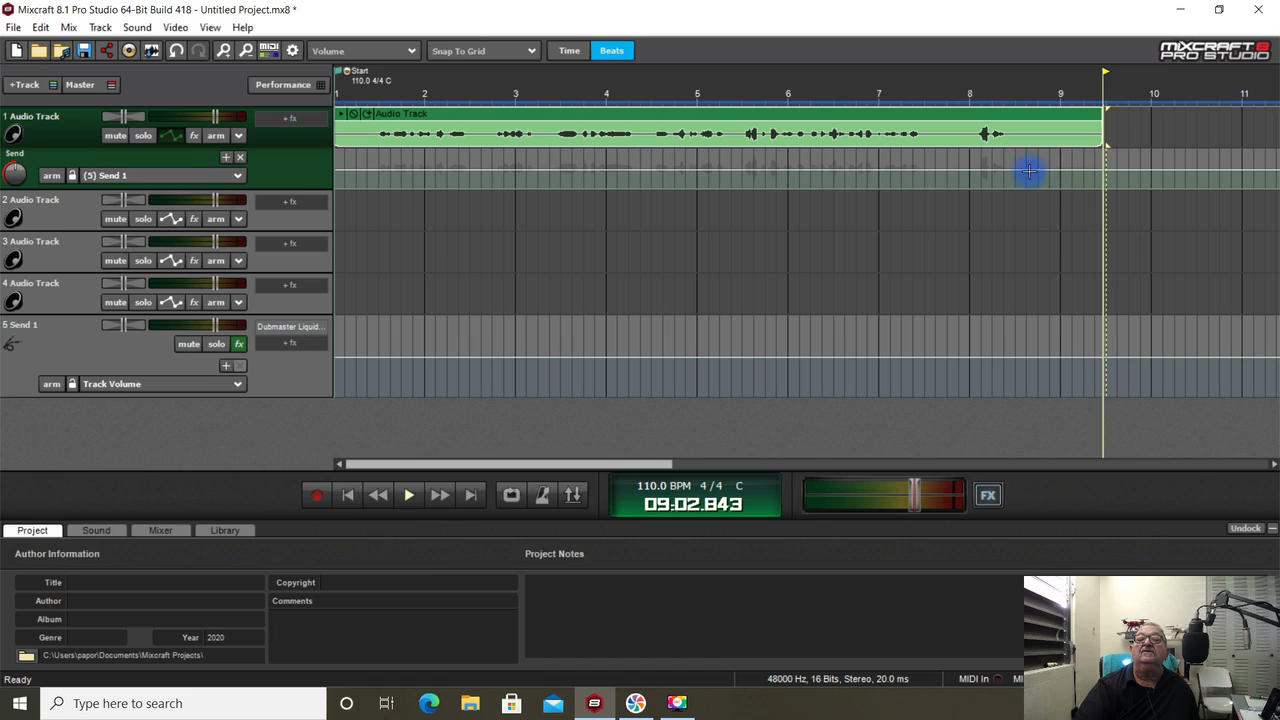 Mixcraft 8.1 Pro Studio 64-Bit Build 418 - Untitled Project.mx8 *
File Edit Mix Track Sound Video View Help
MIDI Volume Snap To Grid Time Beats MIXCRAFT 8 PRO STUDIO
+Track Master Performance
Start
110.0 4/4 C
1 2 3 4 5 6 7 8 9 10 11
1 Audio Track + fx Audio Track
mute solo fx arm
Send
arm (5) Send 1
2 Audio Track + fx
mute solo fx arm
3 Audio Track + fx
mute solo fx arm
4 Audio Track + fx
mute solo fx arm
5 Send 1 Dubmaster Liquid...
mute solo fx + fx
arm Track Volume
110.0 BPM 4 / 4 C
09:02.843
FX
Project Sound Mixer Library Undock
Author Information Project Notes
Title Copyright
Author Comments
Album
Genre Year 2020
C:\Users\papor\Documents\Mixcraft Projects\
Ready 48000 Hz, 16 Bits, Stereo, 20.0 ms MIDI In MI
Type here to search